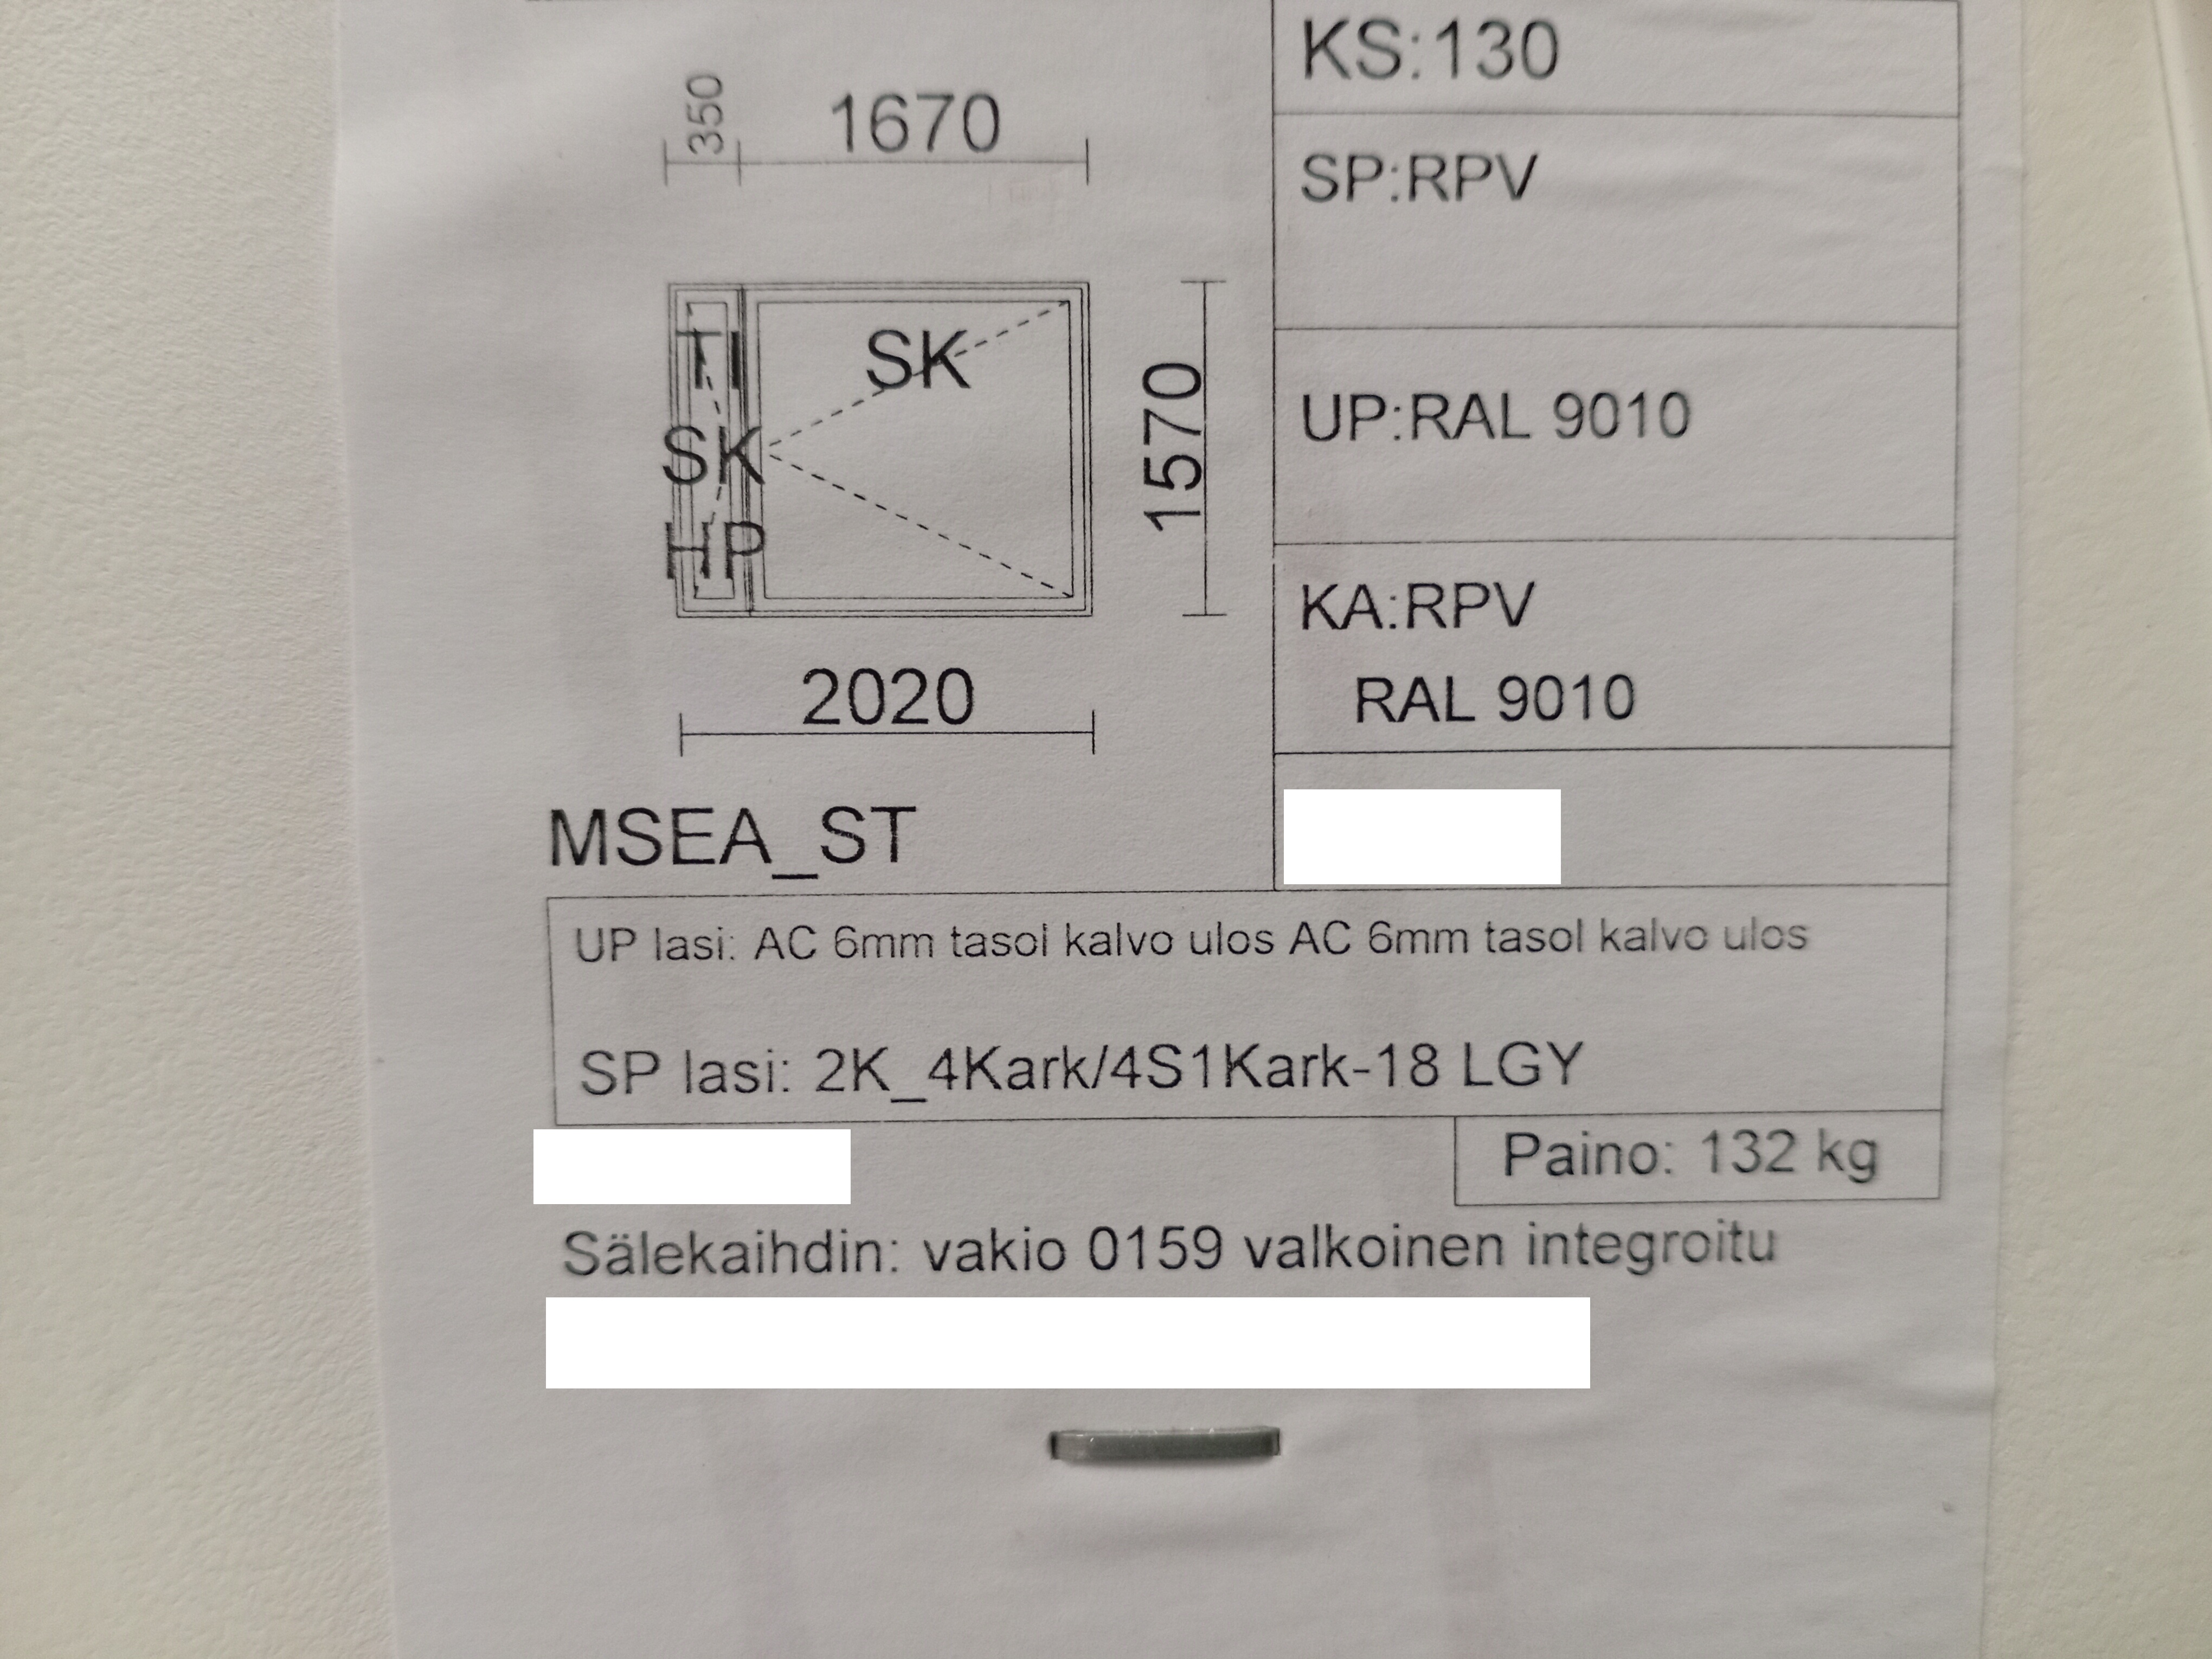 KS:130
350
1670
SP:RPV
TI
SK
SK
HP
1570
UP:RAL 9010
KA:RPV
RAL 9010
2020
MSEA_ST
UP lasi: AC 6mm tasol kalvo ulos AC 6mm tasol kalvo ulos
SP lasi: 2K_4Kark/4S1Kark-18 LGY
Paino: 132 kg
Sälekaihdin: vakio 0159 valkoinen integroitu